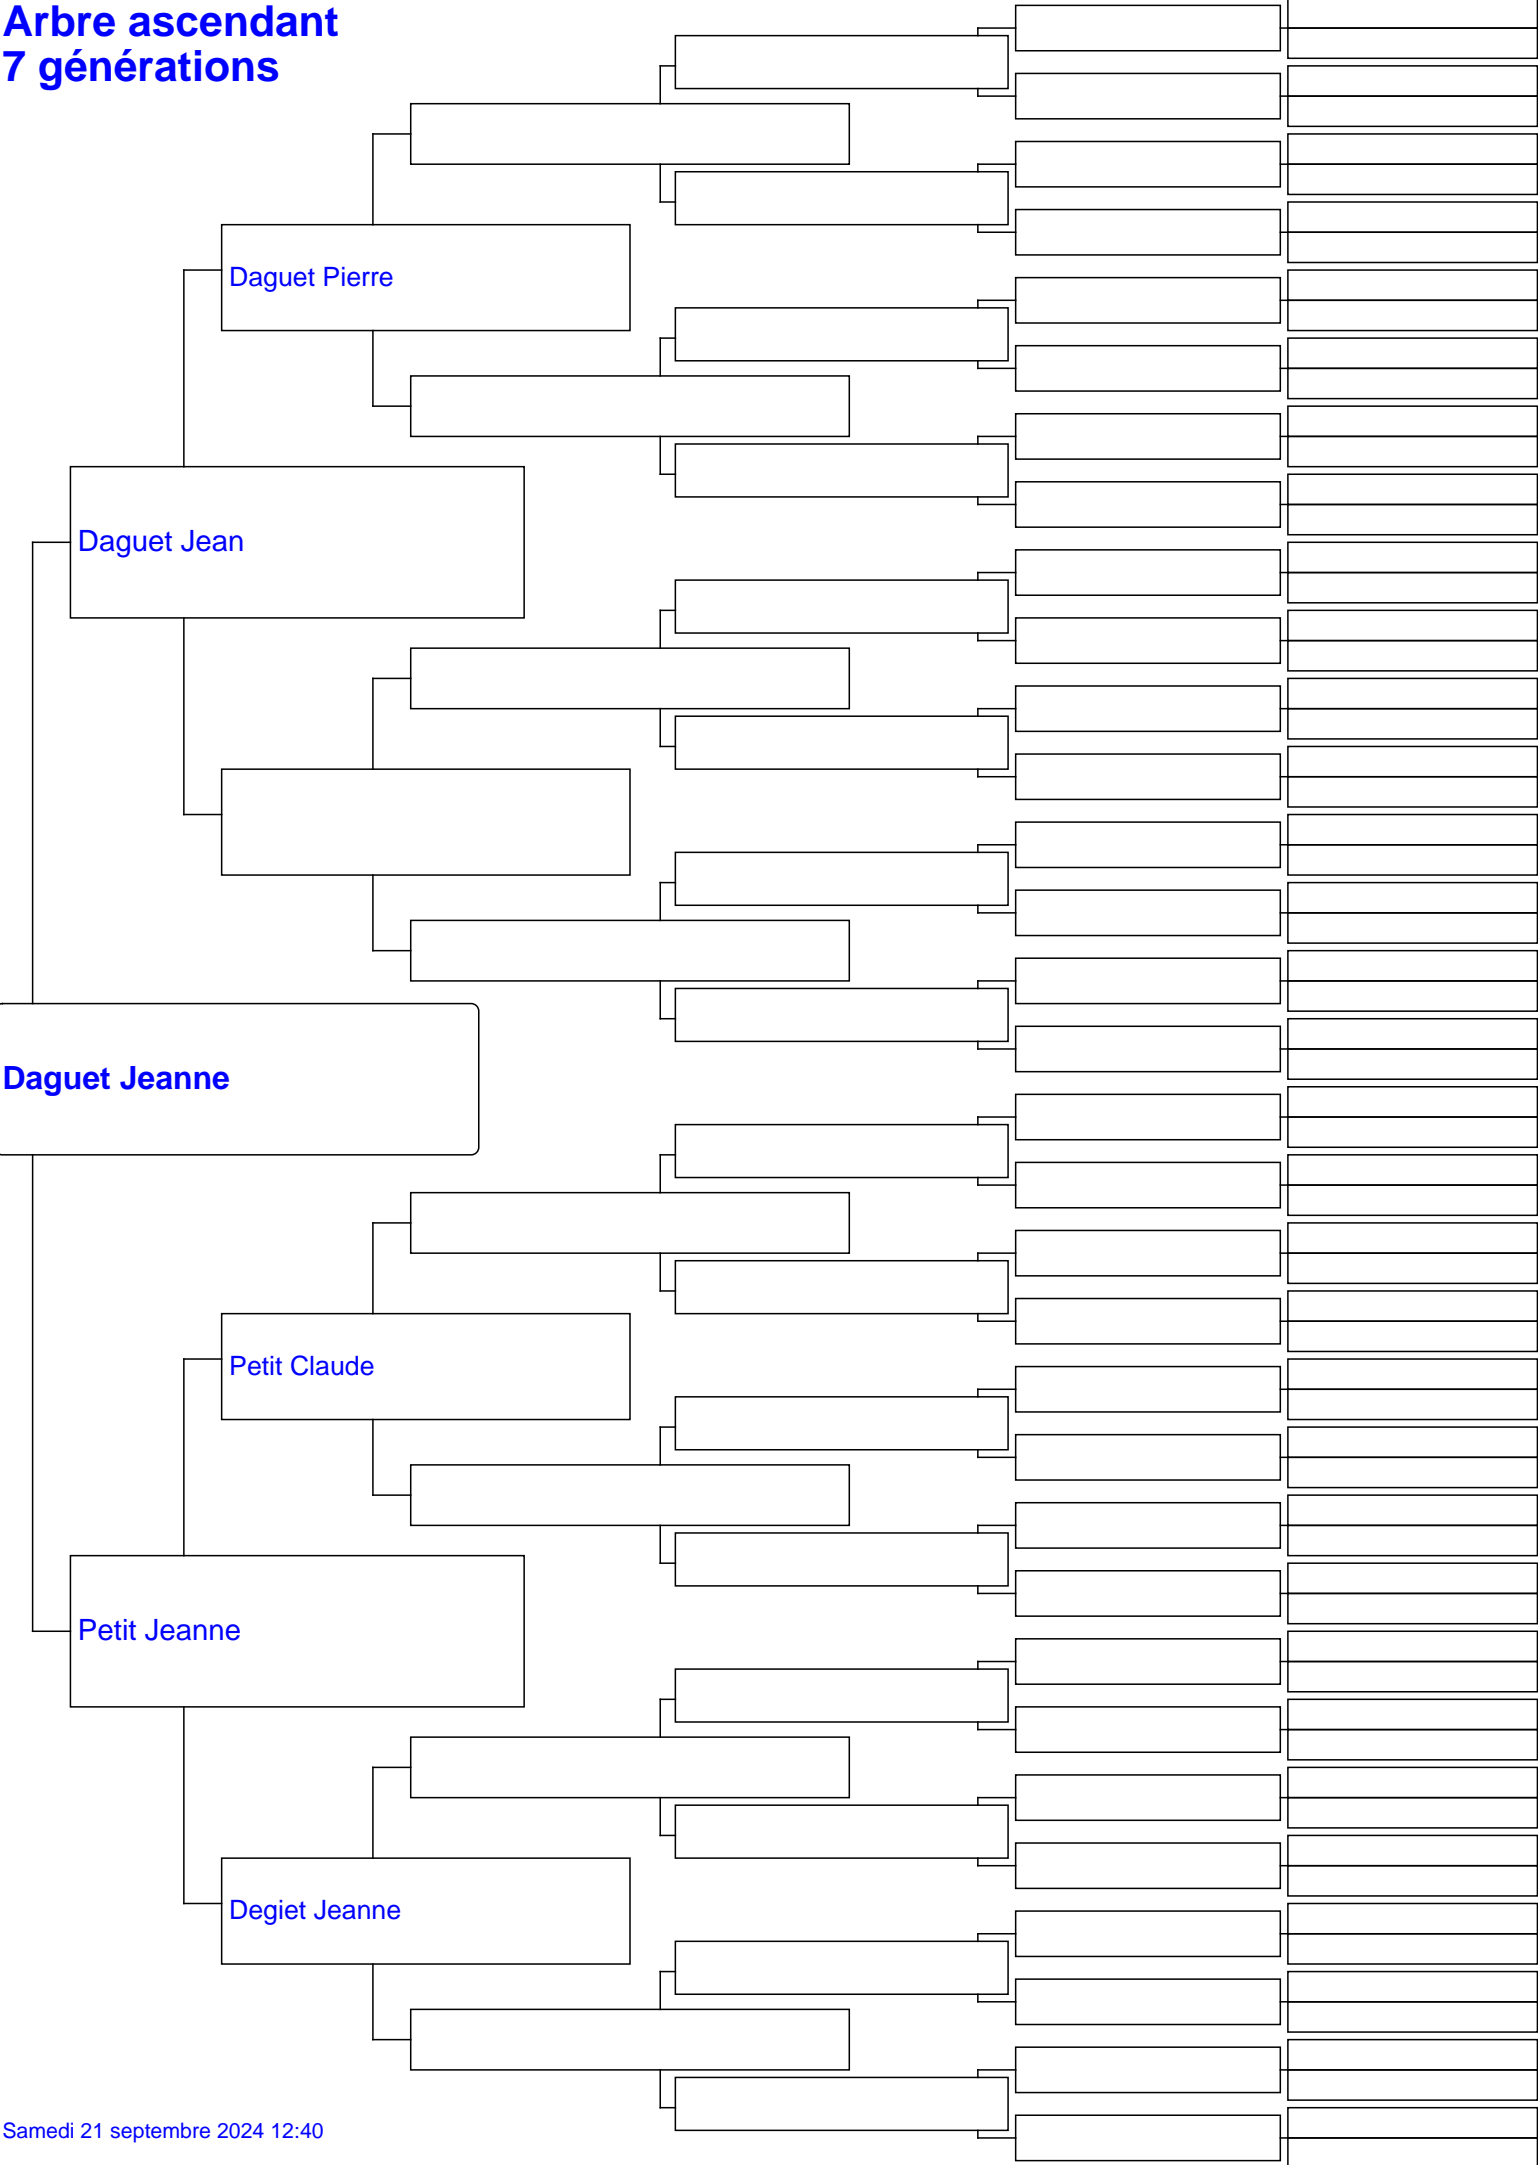 Arbre ascendant
7 générations
Daguet Pierre
Daguet Jean
Daguet Jeanne
Petit Claude
Petit Jeanne
Degiet Jeanne
Samedi 21 septembre 2024 12:40